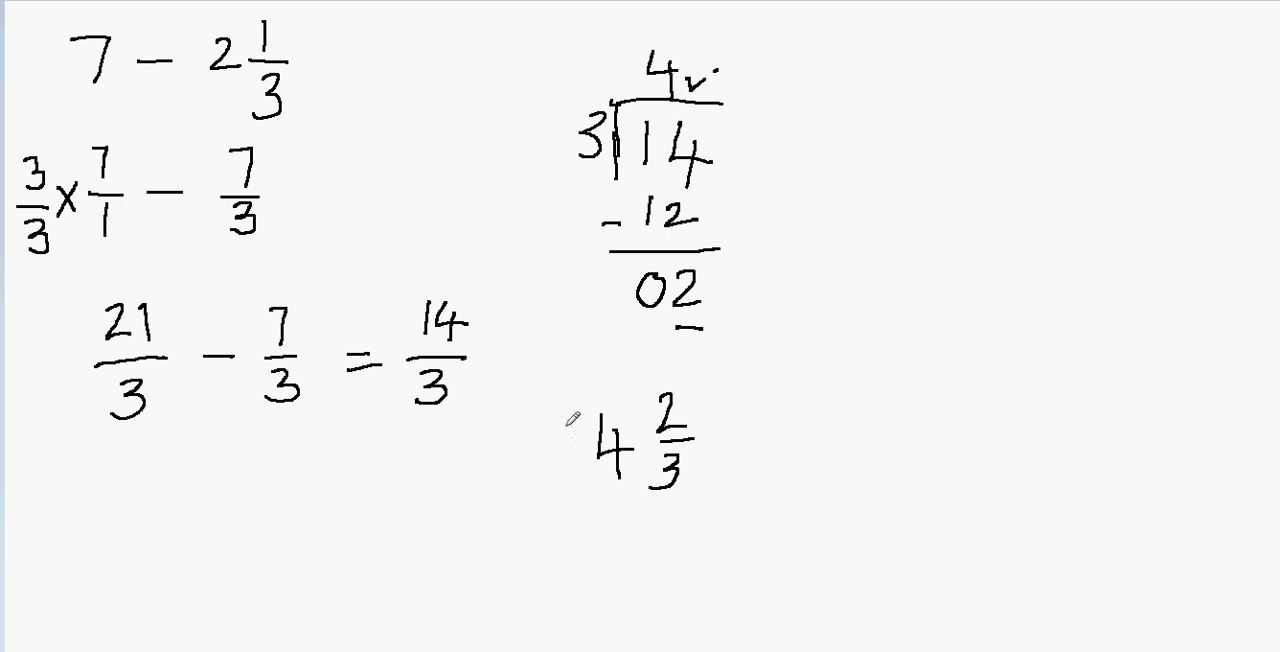 7 - 2 1/3
3/3 × 7/1 - 7/3
21/3 - 7/3 = 14/3
4
3 14
- 12
02
4 2/3